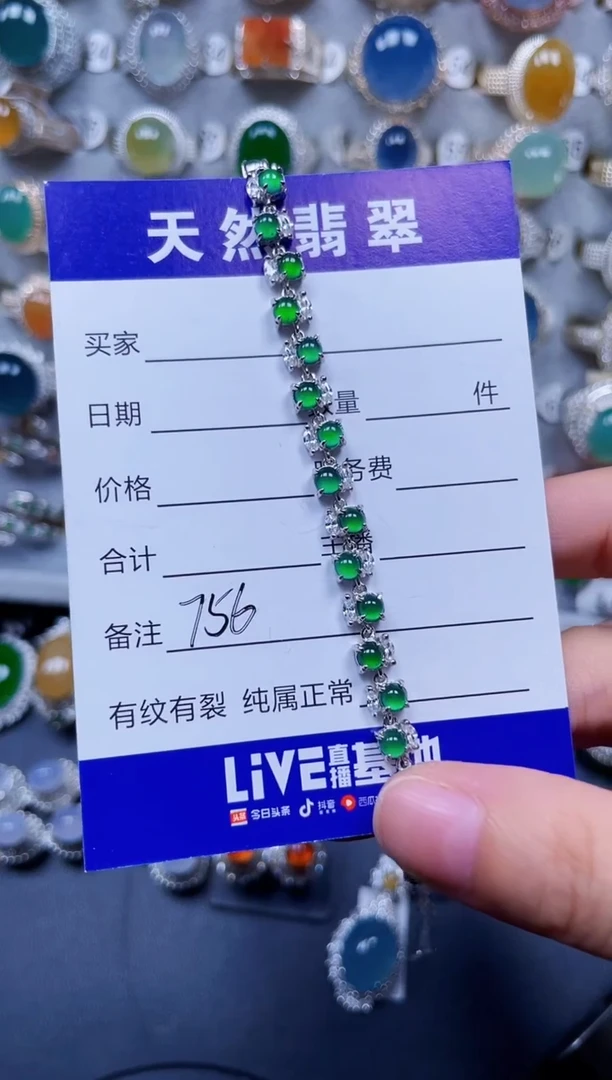 天然翡翠
买家
日期 量 件
价格 务费
合计
备注 756
有纹有裂 纯属正常
LIVE直播基地
头条 今日头条 抖音